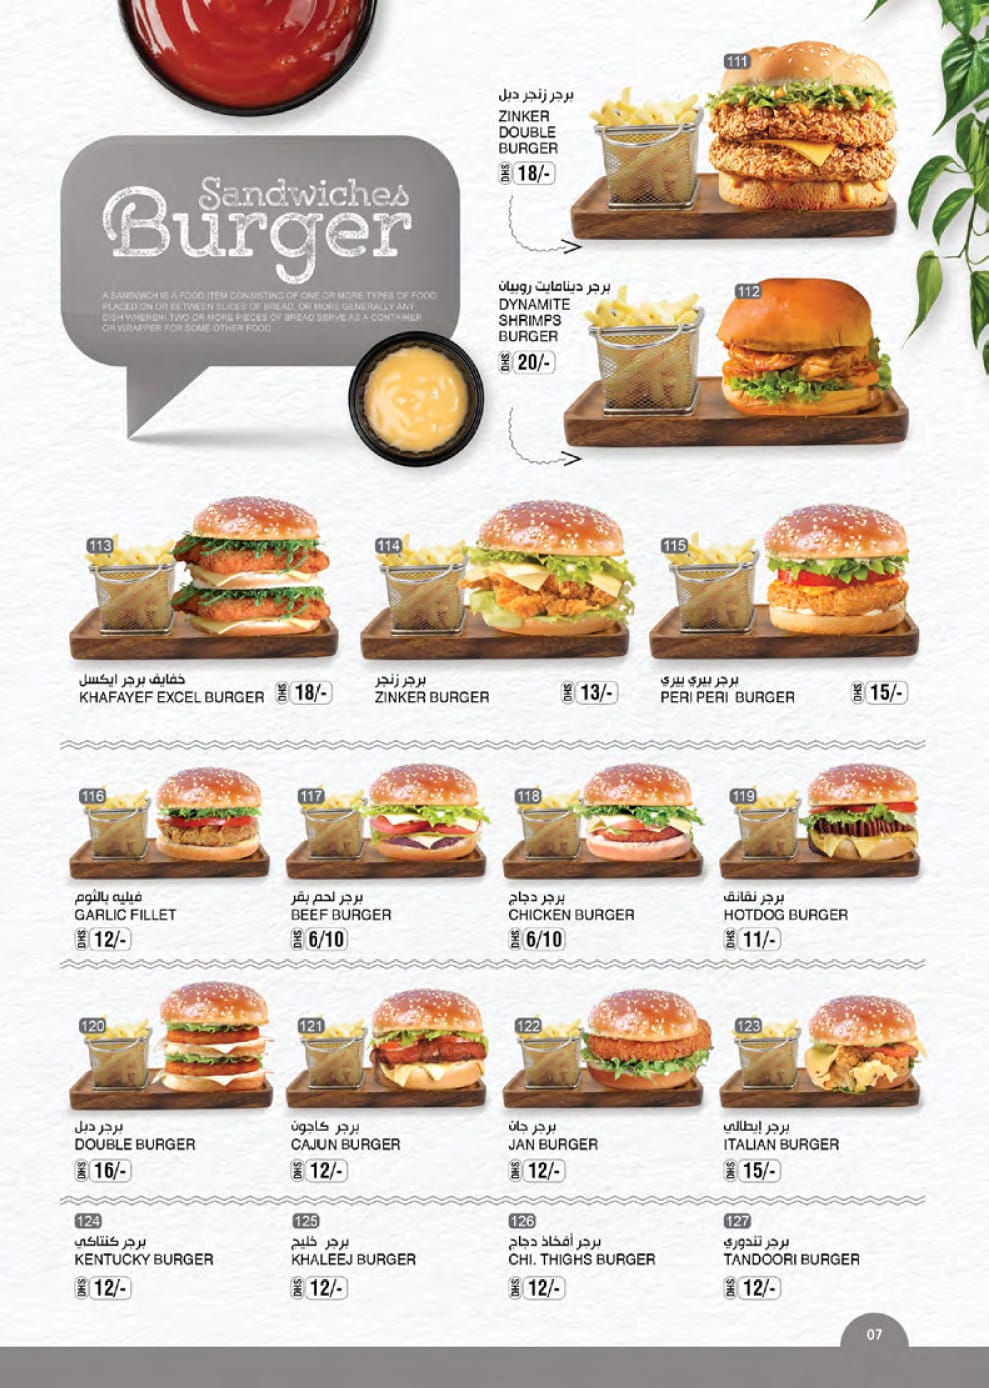 Sandwiches
Burger
A SANDWICH IS A FOOD ITEM CONSISTING OF ONE OR MORE TYPES OF FOOD
PLACED ON OR BETWEEN SLICES OF BREAD, OR MORE GENERALLY ANY
DISH WHEREIN TWO OR MORE PIECES OF BREAD SERVE AS A CONTAINER
OR WRAPPER FOR SOME OTHER FOOD
111
برجر زنجر دبل
ZINKER
DOUBLE
BURGER
DHS 18/-
112
برجر دينامايت روبيان
DYNAMITE
SHRIMPS
BURGER
DHS 20/-
113
خفايف برجر ايكسل
KHAFAYEF EXCEL BURGER DHS 18/-
114
برجر زنجر
ZINKER BURGER DHS 13/-
115
برجر بيري بيري
PERI PERI BURGER DHS 15/-
116
فيليه بالثوم
GARLIC FILLET
DHS 12/-
117
برجر لحم بقر
BEEF BURGER
DHS 6/10
118
برجر دجاج
CHICKEN BURGER
DHS 6/10
119
برجر نقانق
HOTDOG BURGER
DHS 11/-
120
برجر دبل
DOUBLE BURGER
DHS 16/-
121
برجر كاجون
CAJUN BURGER
DHS 12/-
122
برجر جان
JAN BURGER
DHS 12/-
123
برجر إيطالي
ITALIAN BURGER
DHS 15/-
124
برجر كنتاكي
KENTUCKY BURGER
DHS 12/-
125
برجر خليج
KHALEEJ BURGER
DHS 12/-
126
برجر أفخاذ دجاج
CHI. THIGHS BURGER
DHS 12/-
127
برجر تندوري
TANDOORI BURGER
DHS 12/-
07